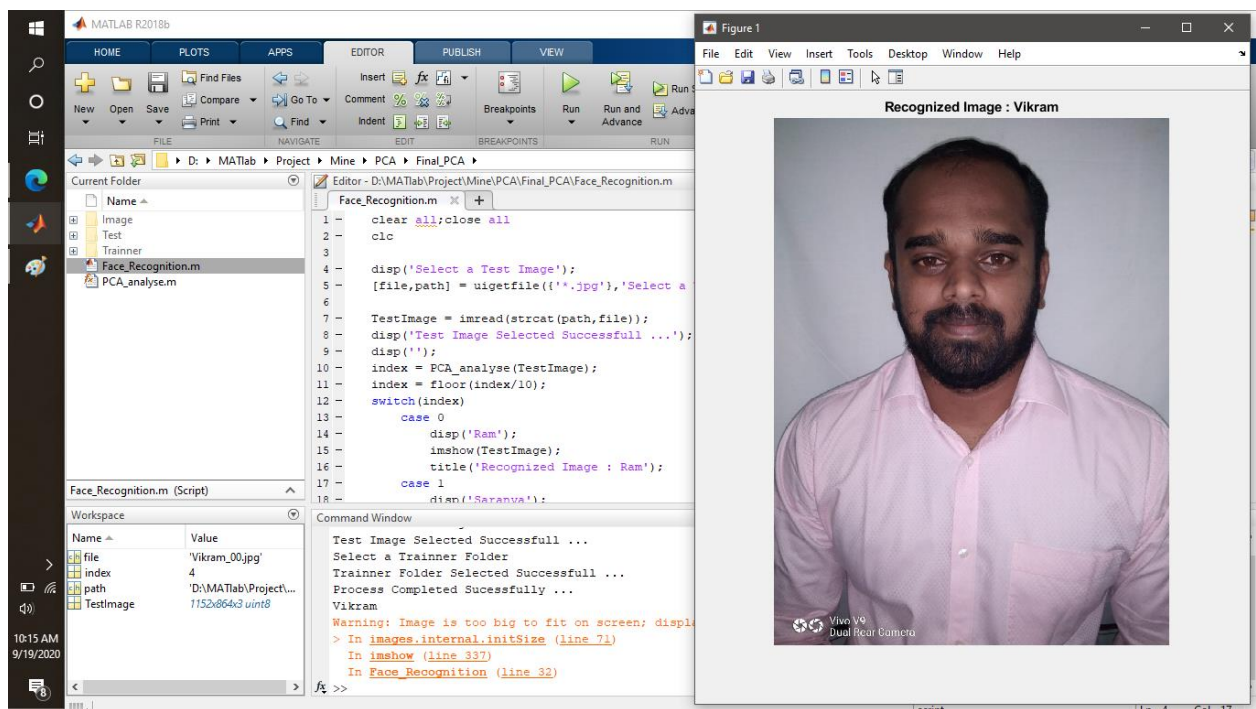 MATLAB R2018b
HOME PLOTS APPS EDITOR PUBLISH VIEW
New Open Save
Find Files
Compare
Print
Go To
Find
Insert
Comment
Indent
Breakpoints
Run
Run and Advance
FILE NAVIGATE EDIT BREAKPOINTS RUN
D: MATlab Project Mine PCA Final_PCA
Current Folder
Name
Image
Test
Trainner
Face_Recognition.m
PCA_analyse.m
Face_Recognition.m (Script)
Workspace
Name Value
file 'Vikram_00.jpg'
index 4
path 'D:\MATlab\Project\...
TestImage 1152x864x3 uint8
Editor - D:\MATlab\Project\Mine\PCA\Final_PCA\Face_Recognition.m
Face_Recognition.m
1 - clear all;close all
2 - clc
3
4 - disp('Select a Test Image');
5 - [file,path] = uigetfile({'*.jpg'},'Select a
6
7 - TestImage = imread(strcat(path,file));
8 - disp('Test Image Selected Successfull ...');
9 - disp('');
10 - index = PCA_analyse(TestImage);
11 - index = floor(index/10);
12 - switch(index)
13 - case 0
14 - disp('Ram');
15 - imshow(TestImage);
16 - title('Recognized Image : Ram');
17 - case 1
18 - disp('Saranya');
Command Window
Test Image Selected Successfull ...
Select a Trainner Folder
Trainner Folder Selected Successfull ...
Process Completed Sucessfully ...
Vikram
Warning: Image is too big to fit on screen;
> In images.internal.initSize (line 71)
In imshow (line 337)
In Face_Recognition (line 32)
fx >>
Figure 1
File Edit View Insert Tools Desktop Window Help
Recognized Image : Vikram
Vivo V9
Dual Rear Camera
10:15 AM
9/19/2020
8